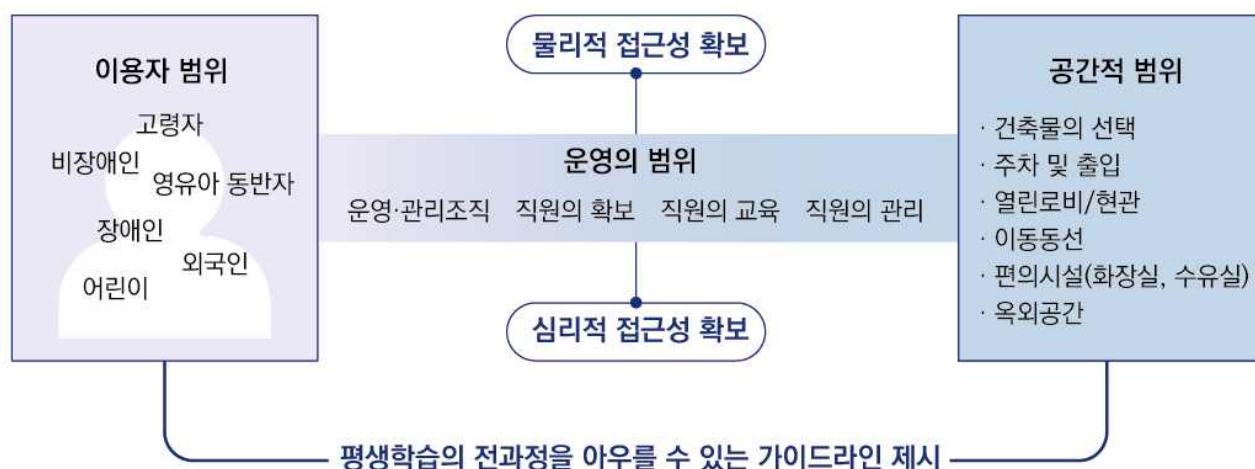 물리적 접근성 확보
이용자 범위
고령자
비장애인
영유아 동반자
장애인
외국인
어린이
운영의 범위
운영·관리조직 직원의 확보 직원의 교육 직원의 관리
심리적 접근성 확보
공간적 범위
· 건축물의 선택
· 주차 및 출입
· 열린로비/현관
· 이동동선
· 편의시설(화장실, 수유실)
· 옥외공간
평생학습의 전과정을 아우를 수 있는 가이드라인 제시